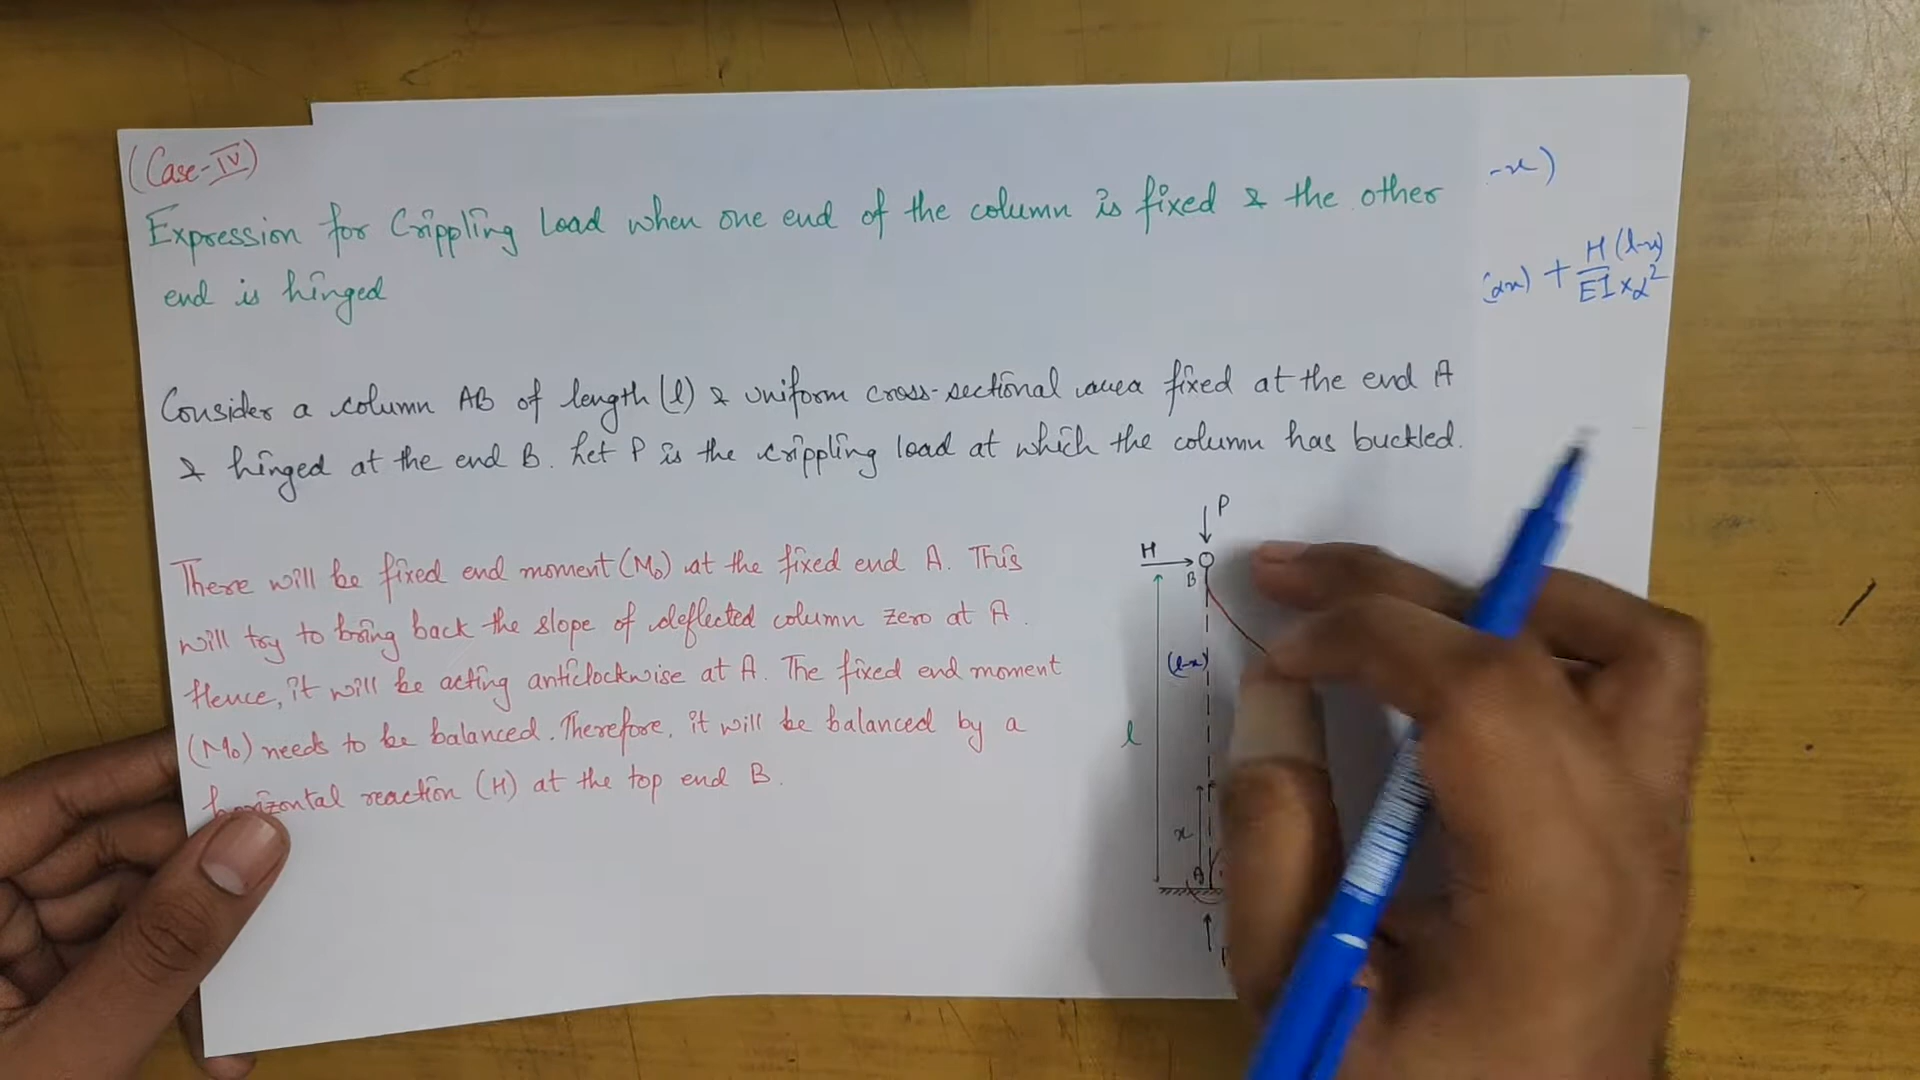 (Case-IV)
Expression for Crippling Load when one end of the column is fixed & the other
end is hinged
-x)
(αx) + H(l-x)
EI×α²
Consider a column AB of length (l) & uniform cross-sectional area fixed at the end A
& hinged at the end B. Let P is the crippling load at which the column has buckled.
There will be fixed end moment (M₀) at the fixed end A. This
will try to bring back the slope of deflected column zero at A.
Hence, it will be acting anticlockwise at A. The fixed end moment
(M₀) needs to be balanced. Therefore, it will be balanced by a
horizontal reaction (H) at the top end B.
P
H
B
(l-x)
l
x
A